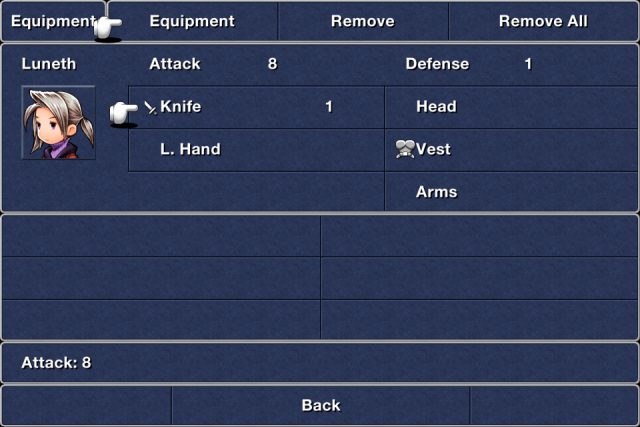 Equipment Equipment Remove Remove All
Luneth Attack 8 Defense 1
Knife 1 Head
L. Hand Vest
Arms
Attack: 8
Back